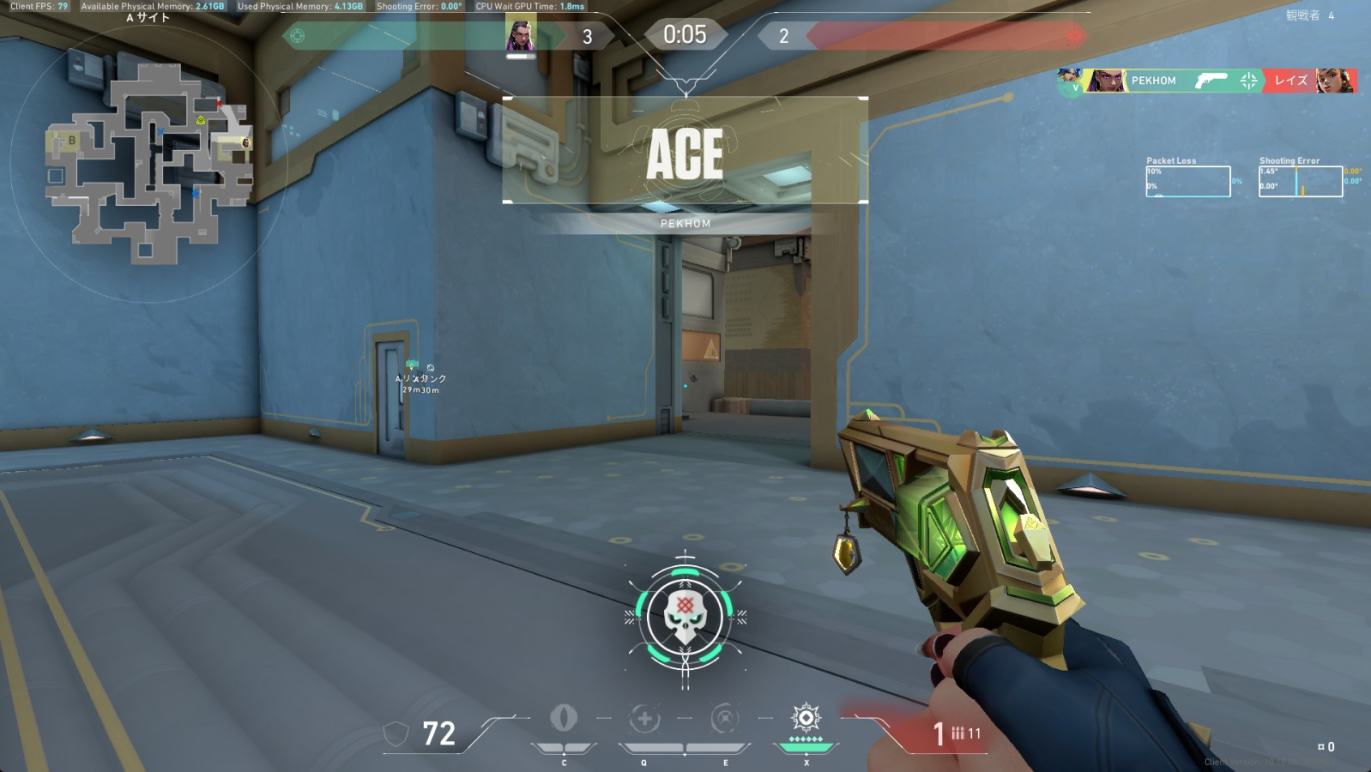 Client FPS: 79 Available Physical Memory: 2.61GB Used Physical Memory: 4.13GB Shooting Error: 0.00° CPU Wait GPU Time: 1.8ms
A サイト
3
0:05
2
観戦者 4
V
PEKHOM
レイズ
B
ACE
PEKHOM
Packet Loss
10%
0%
0%
Shooting Error
1.45°
0.00°
0.00°
0.00°
29m30m
72
1
11
C
Q
E
X
0